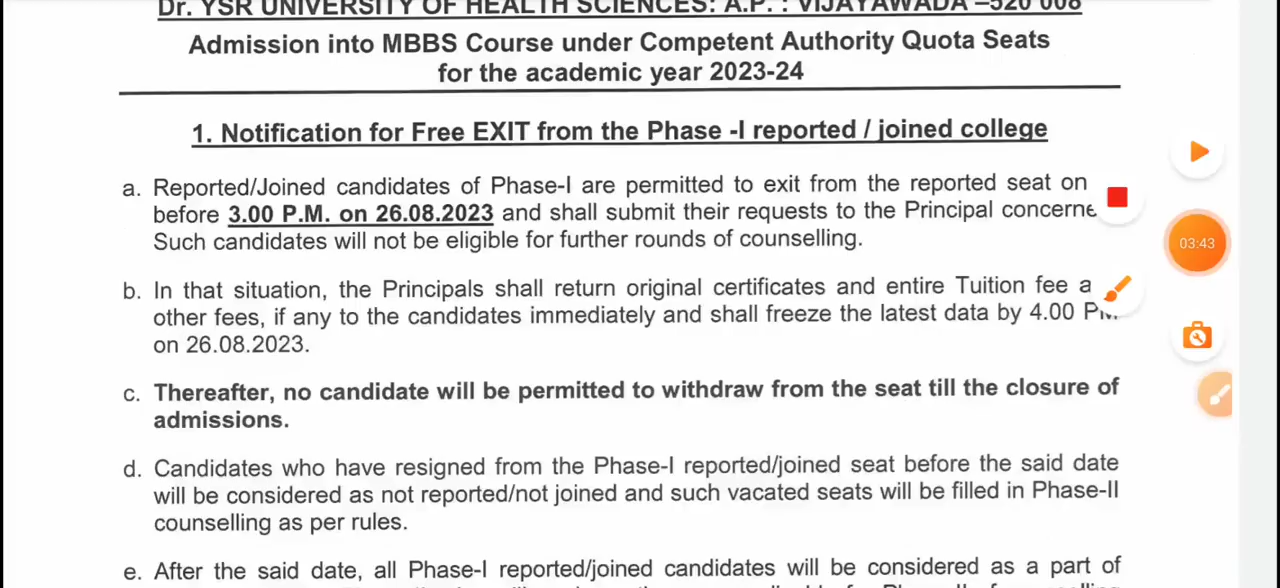 Dr. YSR UNIVERSITY OF HEALTH SCIENCES: A.P. : VIJAYAWADA –520 008
Admission into MBBS Course under Competent Authority Quota Seats
for the academic year 2023-24
1. Notification for Free EXIT from the Phase -I reported / joined college
a. Reported/Joined candidates of Phase-I are permitted to exit from the reported seat on
before 3.00 P.M. on 26.08.2023 and shall submit their requests to the Principal concerne
Such candidates will not be eligible for further rounds of counselling.
03:43
b. In that situation, the Principals shall return original certificates and entire Tuition fee a
other fees, if any to the candidates immediately and shall freeze the latest data by 4.00 PM
on 26.08.2023.
c. Thereafter, no candidate will be permitted to withdraw from the seat till the closure of
admissions.
d. Candidates who have resigned from the Phase-I reported/joined seat before the said date
will be considered as not reported/not joined and such vacated seats will be filled in Phase-II
counselling as per rules.
e. After the said date, all Phase-I reported/joined candidates will be considered as a part of